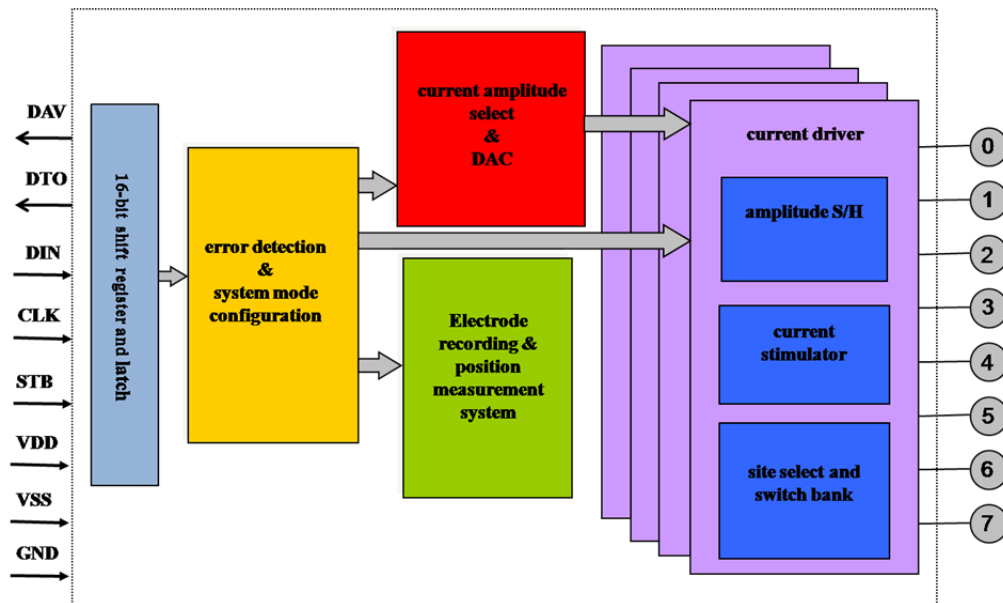 DAV
DTO
DIN
CLK
STB
VDD
VSS
GND
16-bit shift register and latch
error detection
&
system mode
configuration
current amplitude
select
&
DAC
Electrode
recording &
position
measurement
system
current driver
amplitude S/H
current
stimulator
site select and
switch bank
0
1
2
3
4
5
6
7